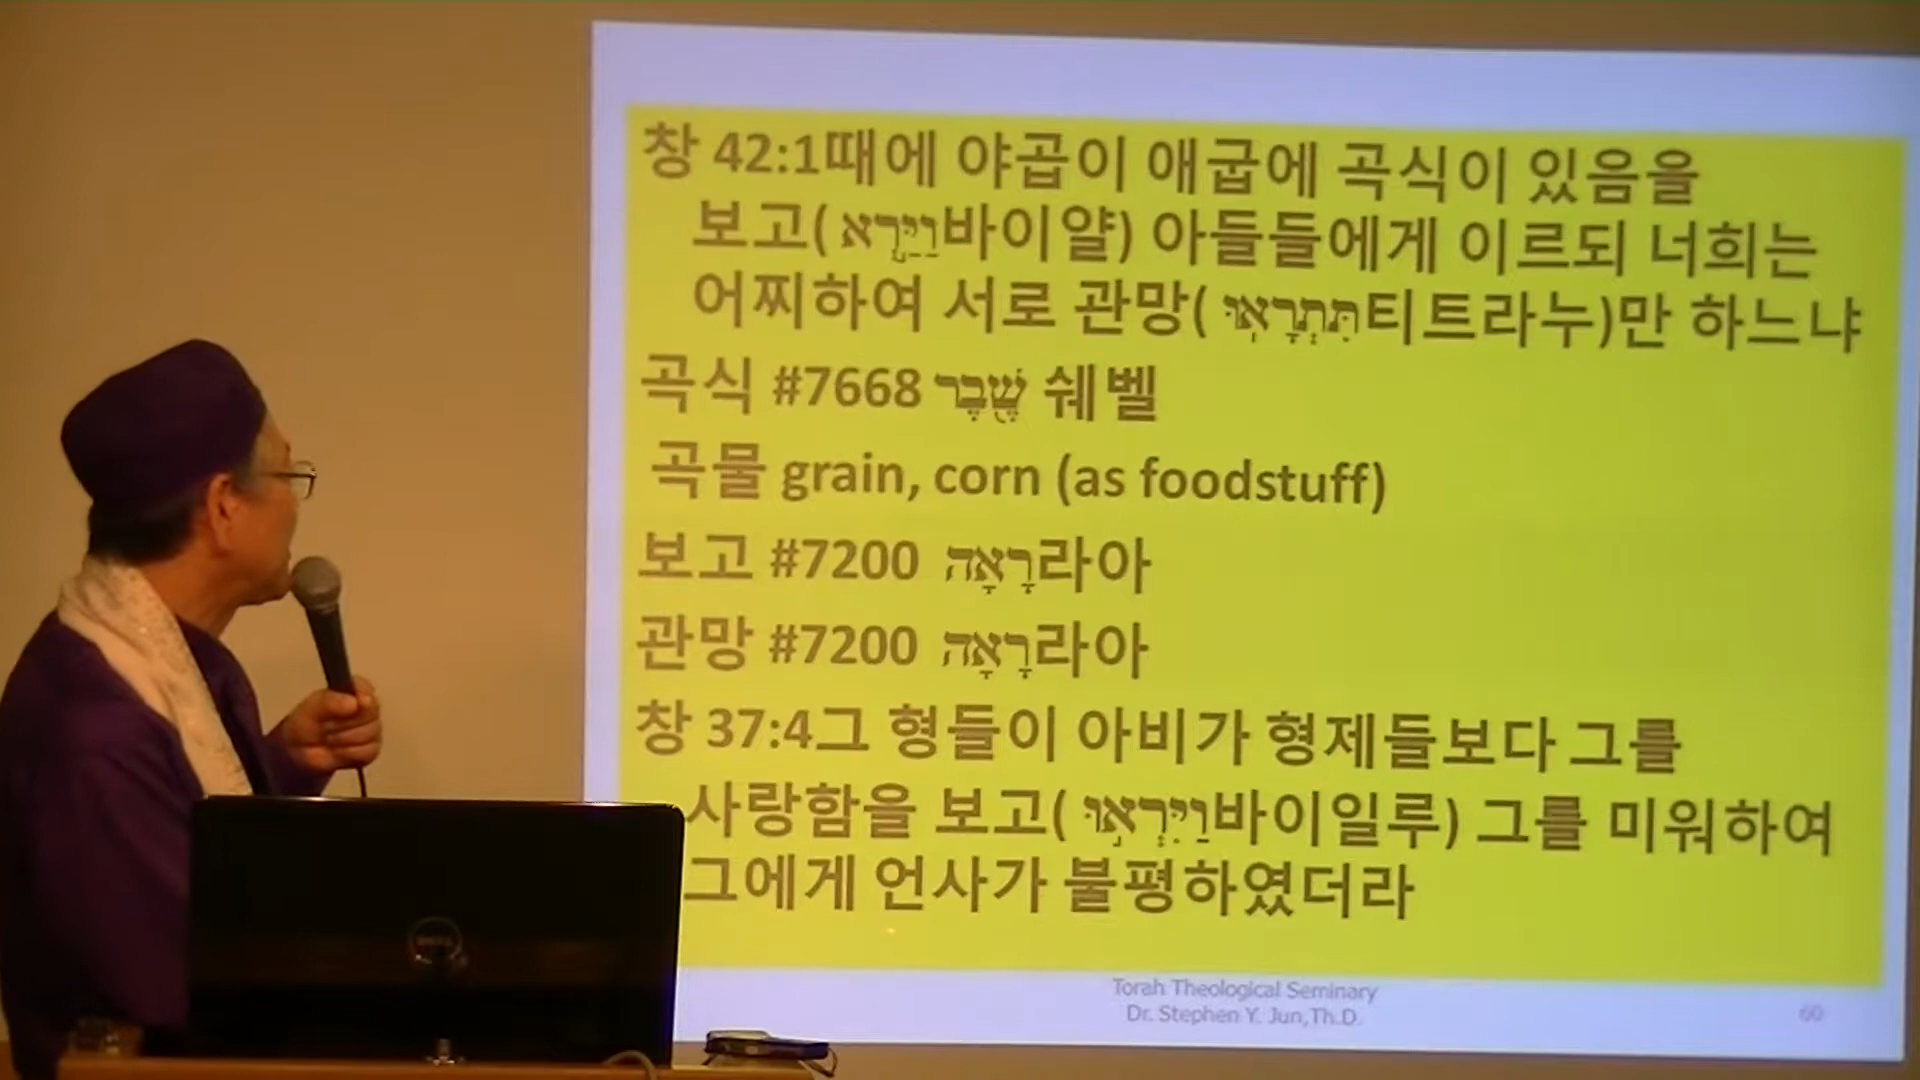 창 42:1때에 야곱이 애굽에 곡식이 있음을
보고( וַיַּ֣רְא바이얄) 아들들에게 이르되 너희는
어찌하여 서로 관망( תִּתְרָאֽוּ티트라누)만 하느냐
곡식 #7668 שֶׁ֖בֶר 쉐벨
곡물 grain, corn (as foodstuff)
보고 #7200 רָאָה라아
관망 #7200 רָאָה라아
창 37:4그 형들이 아비가 형제들보다 그를
사랑함을 보고( וַיִּרְא֣וּ바이일루) 그를 미워하여
그에게 언사가 불평하였더라
Torah Theological Seminary
Dr. Stephen Y. Jun,Th.D.
60
DELL